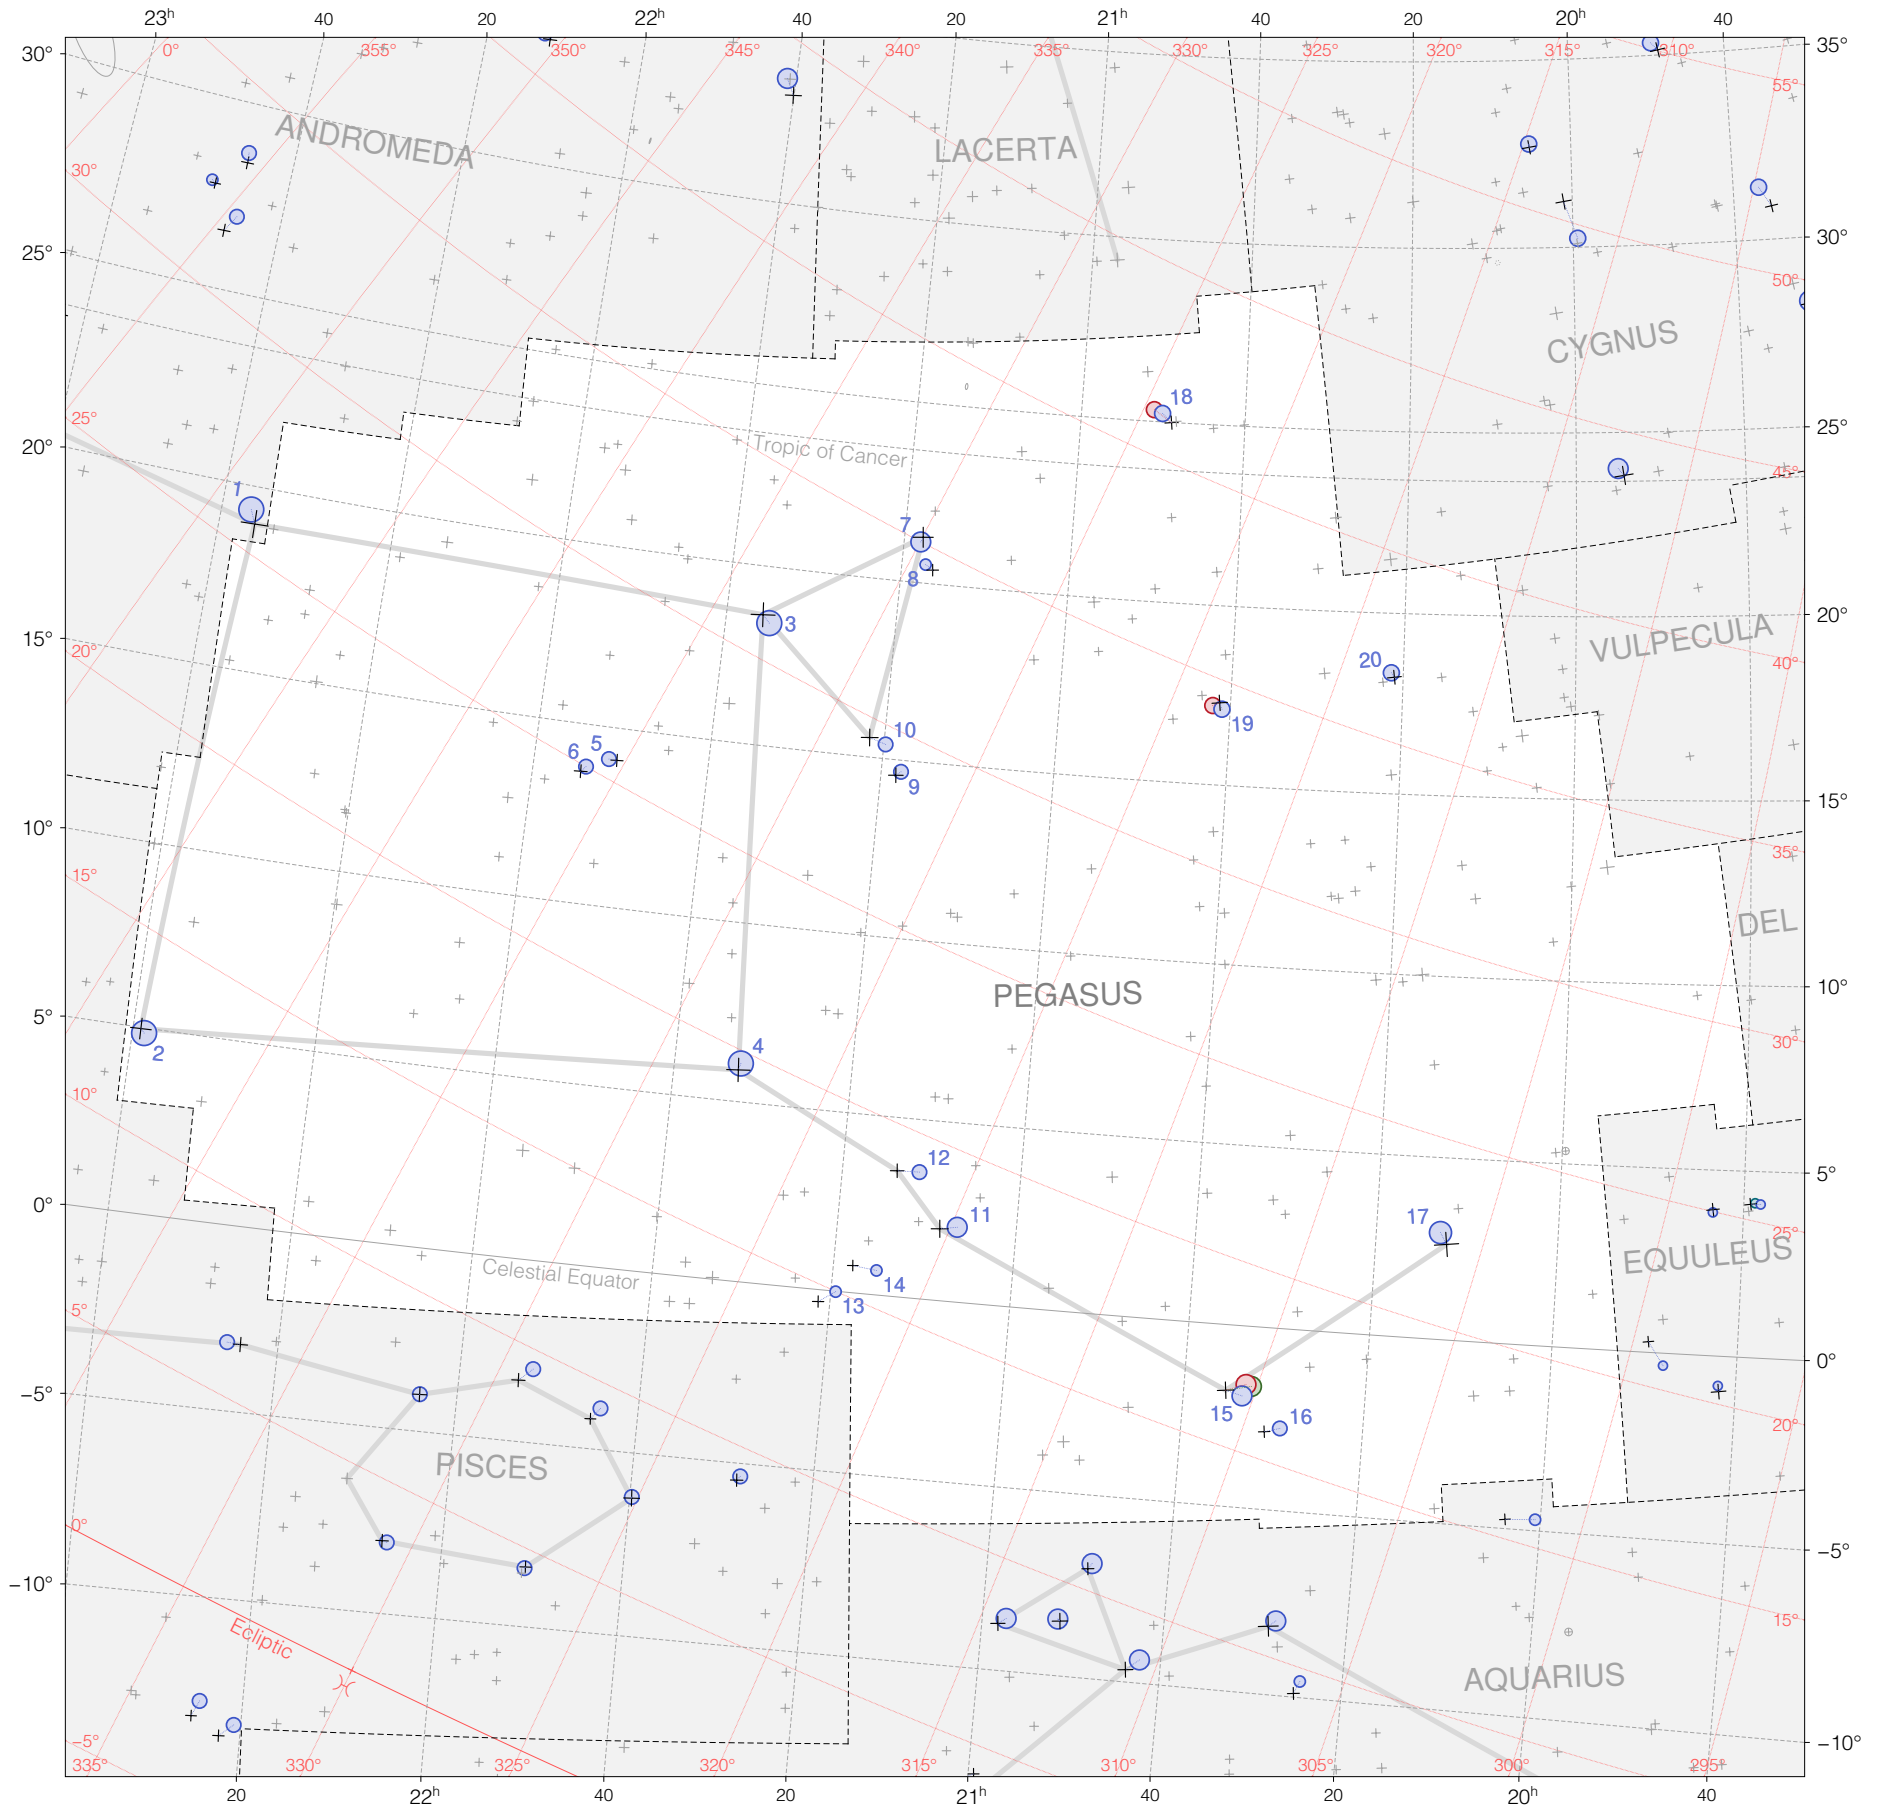 23h 40 20 22h 40 20 21h 40 20 20h 40
30° 0° 355° 350° 345° 340° 335° 330° 325° 320° 315° 310° 35°
55°
ANDROMEDA LACERTA
30°
25° 30°
50°
CYGNUS
18
25° 25°
20° Tropic of Cancer
45°
1
7
8
20° 20°
15° 3 VULPECULA
20 40°
19
10
6 5
9
10° 15°
15° 35°
DEL
5° PEGASUS 10°
2 4 30°
10°
12 5°
0° 11 17 25°
EQUULEUS
Celestial Equator 14
5° 13
0°
−5° 15 16
20°
PISCES
0°
−5°
−10°
Ecliptic 15°
AQUARIUS
−5° −10°
335° 330° 325° 320° 315° 310° 305° 300° 295°
20 22h 40 20 21h 40 20 20h 40